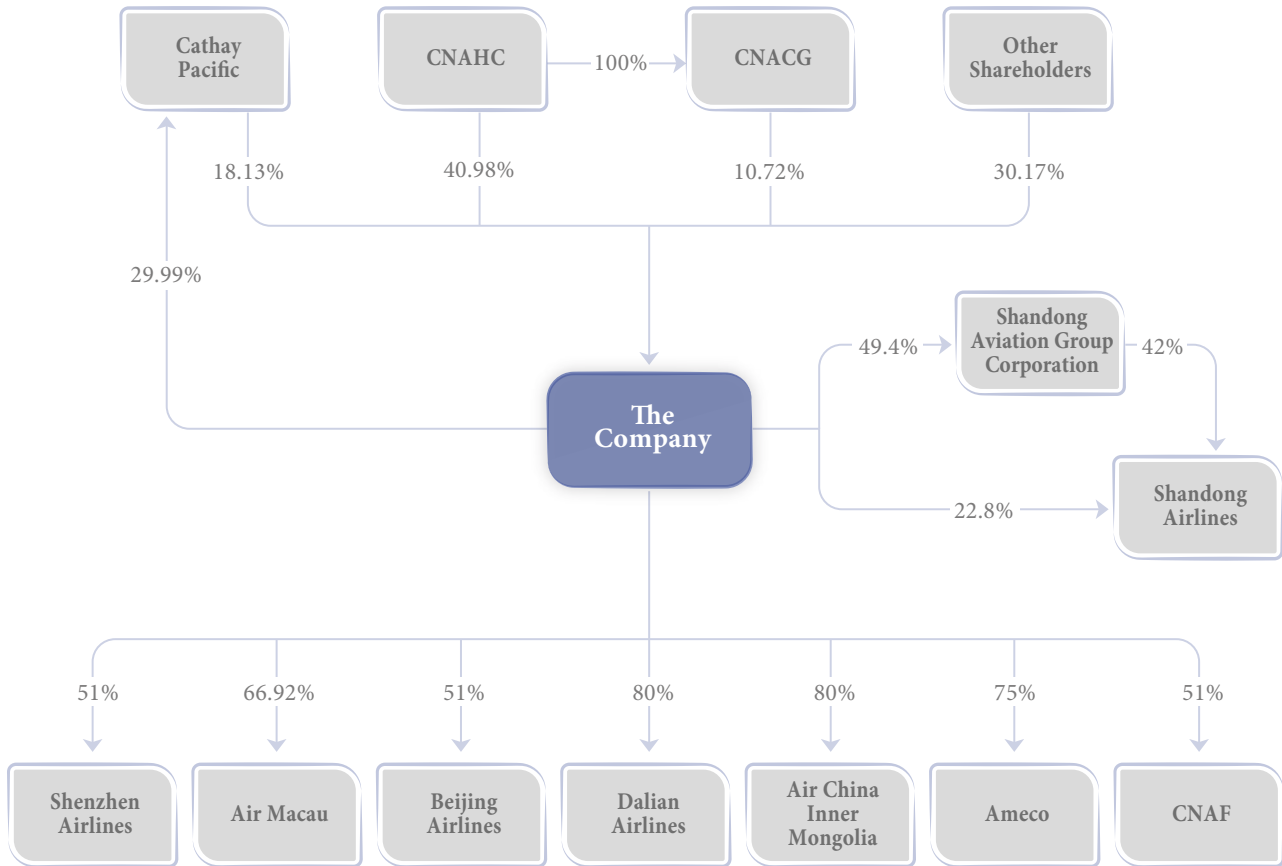 Cathay
Pacific
CNAHC
100%
CNACG
Other
Shareholders
18.13%
40.98%
10.72%
30.17%
29.99%
Shandong
Aviation Group
Corporation
49.4%
42%
The
Company
22.8%
Shandong
Airlines
51%
66.92%
51%
80%
80%
75%
51%
Shenzhen
Airlines
Air Macau
Beijing
Airlines
Dalian
Airlines
Air China
Inner
Mongolia
Ameco
CNAF